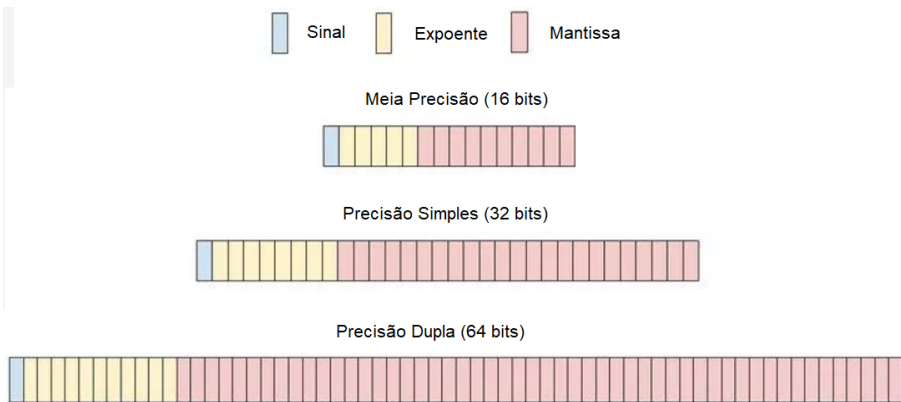 Sinal Expoente Mantissa
Meia Precisão (16 bits)
Precisão Simples (32 bits)
Precisão Dupla (64 bits)